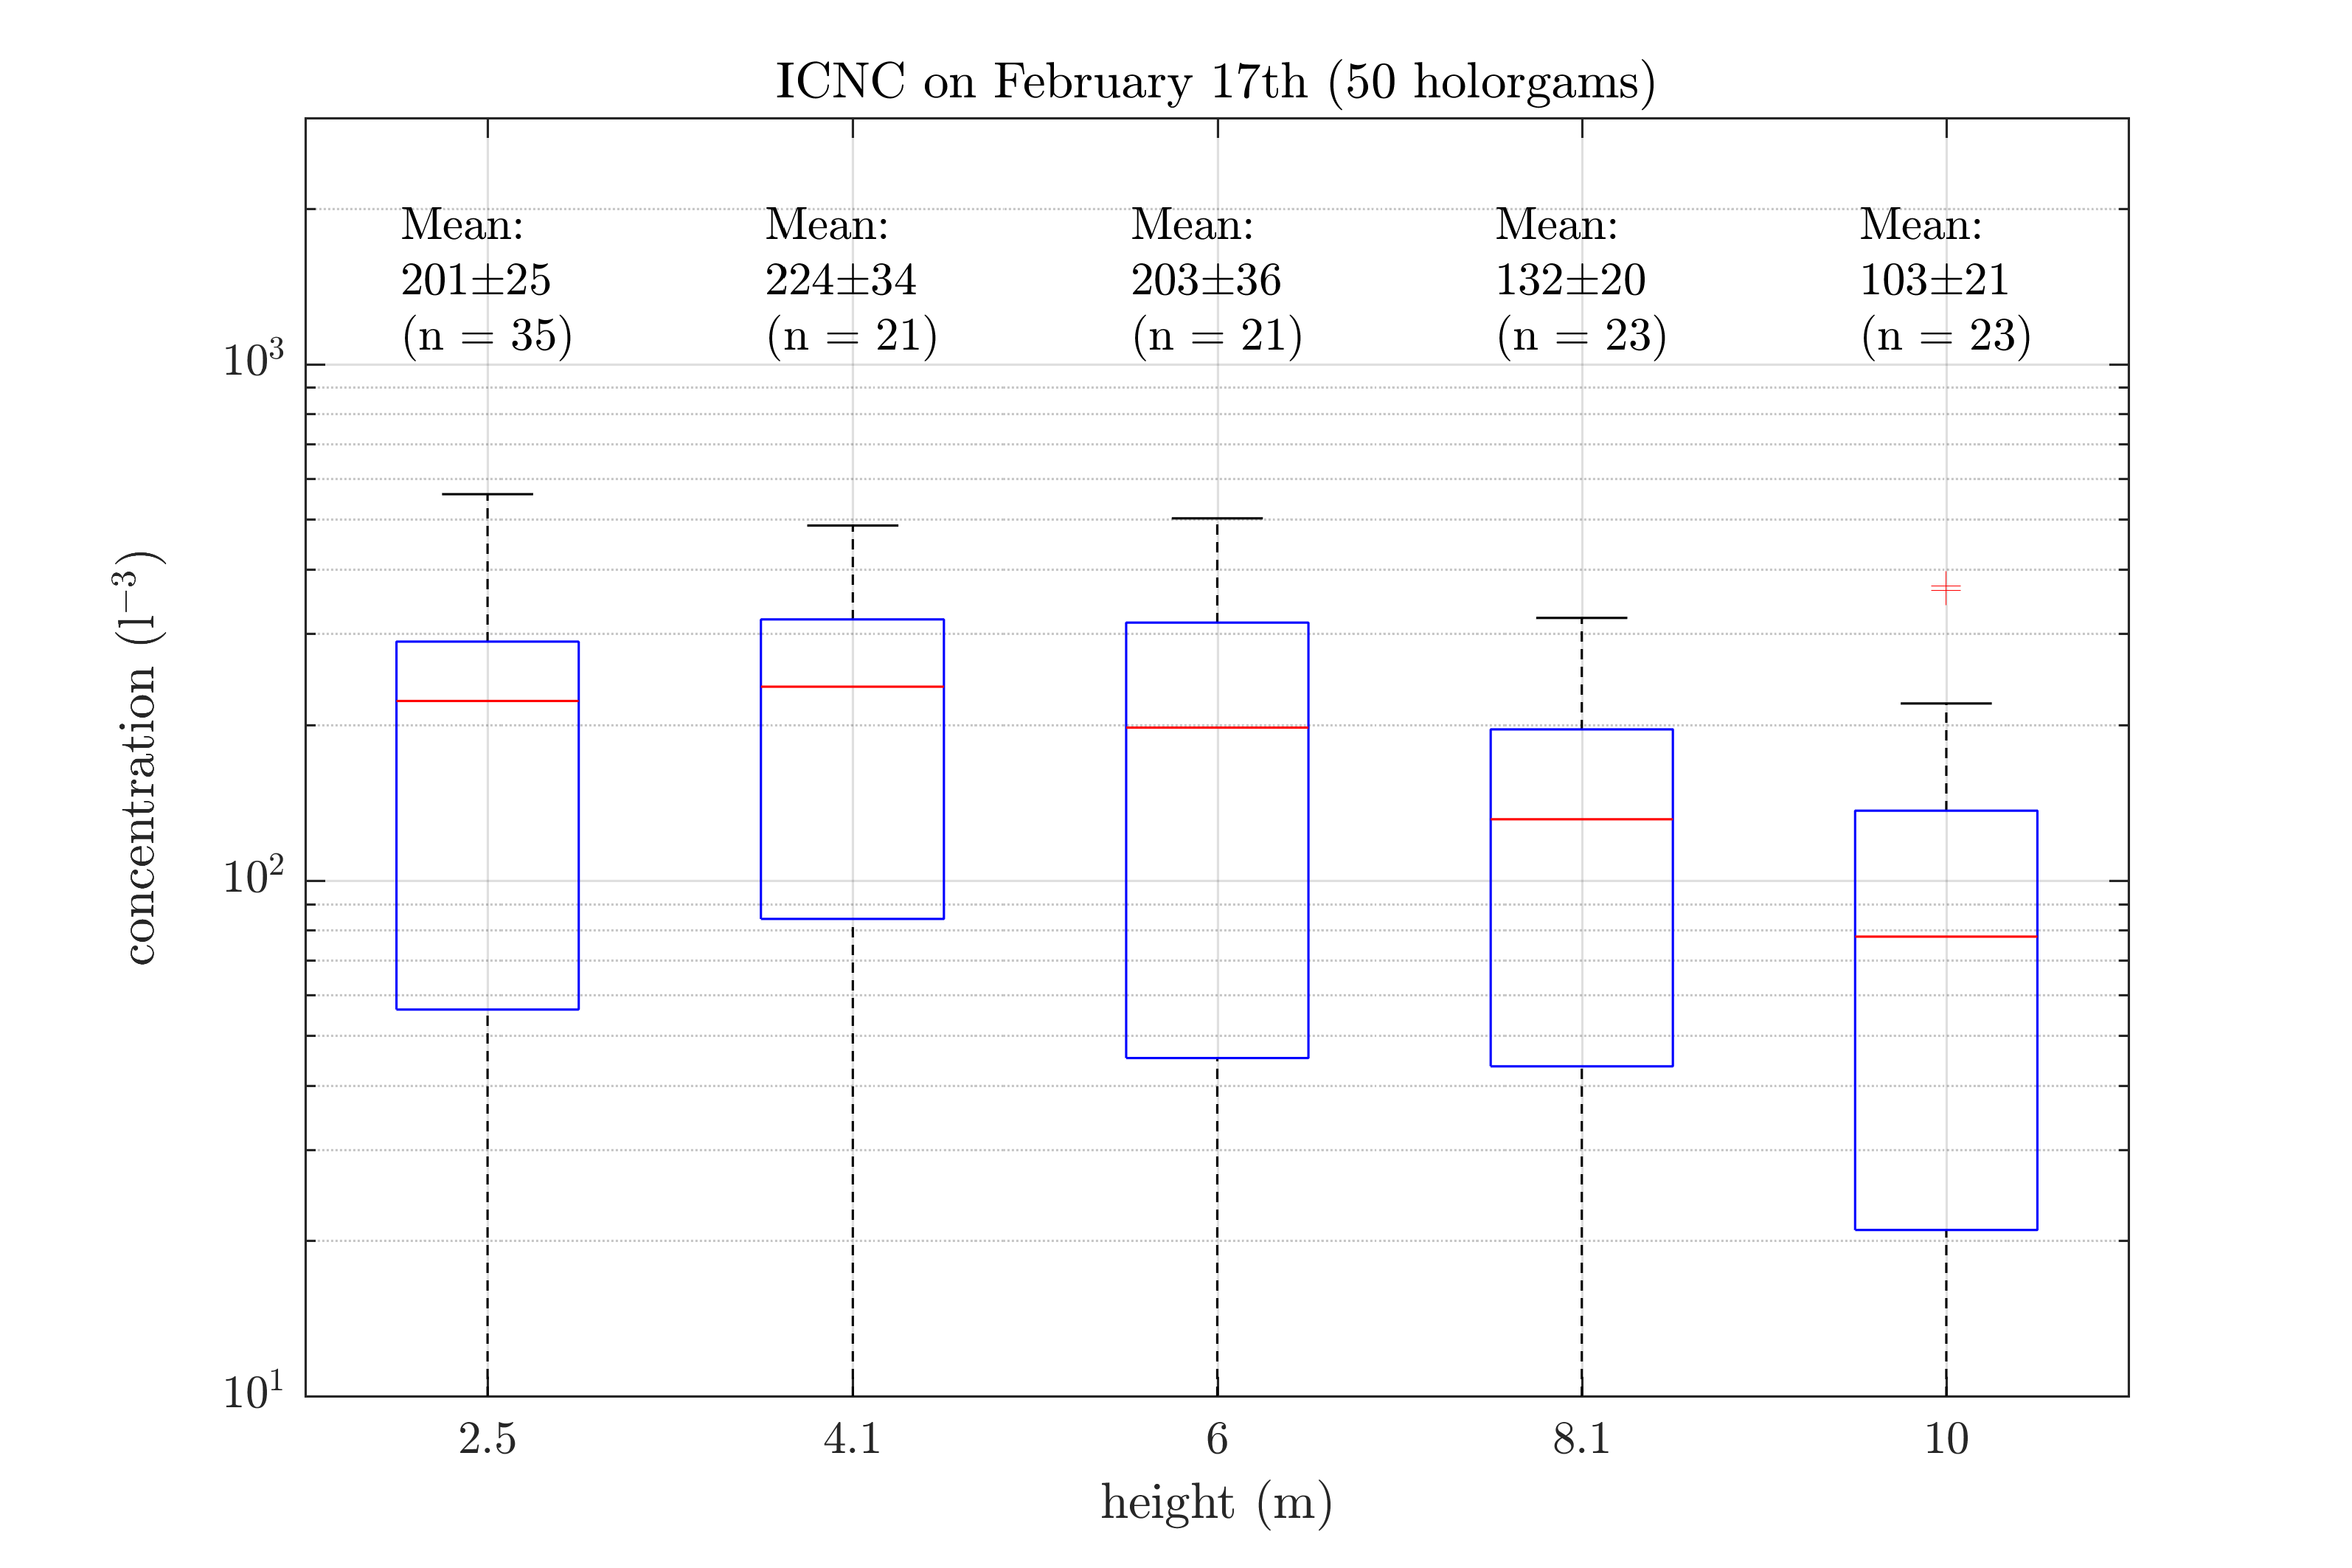 ICNC on February 17th (50 holorgams)
Mean:
201±25
(n = 35)
Mean:
224±34
(n = 21)
Mean:
203±36
(n = 21)
Mean:
132±20
(n = 23)
Mean:
103±21
(n = 23)
10³
10²
10¹
concentration (l⁻³)
2.5 4.1 6 8.1 10
height (m)